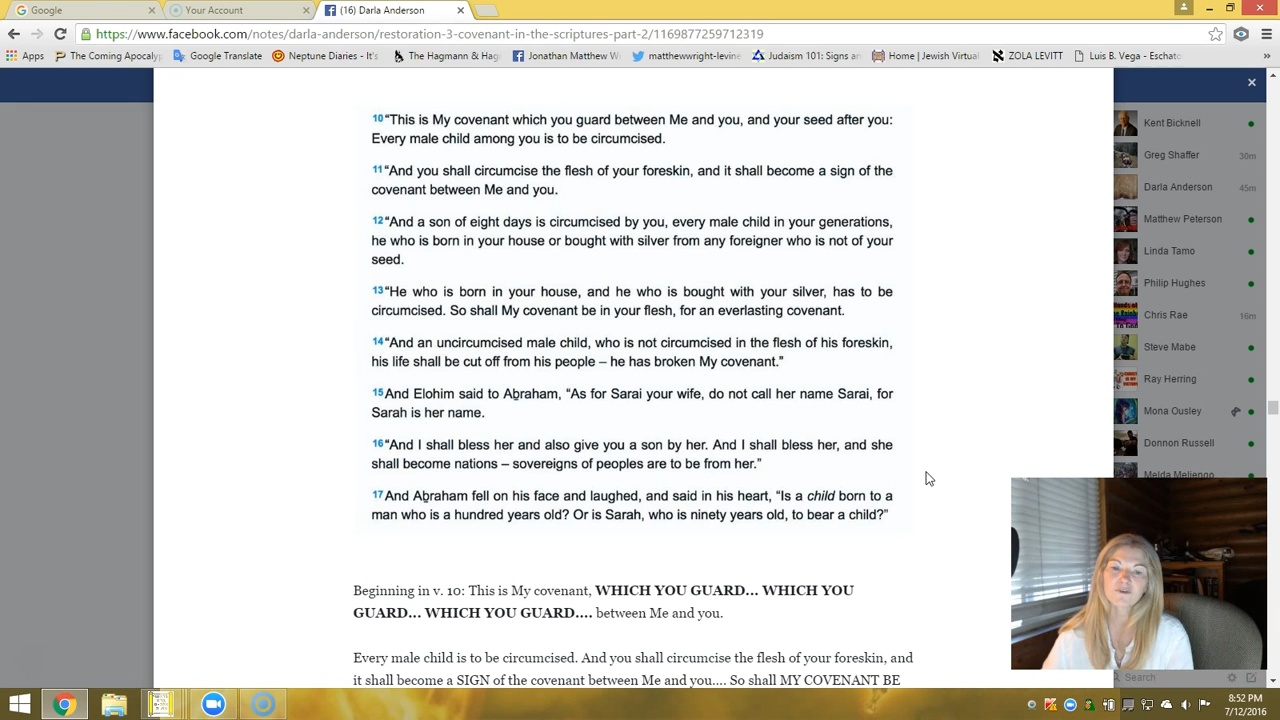 Google
Your Account
(16) Darla Anderson
https://www.facebook.com/notes/darla-anderson/restoration-3-covenant-in-the-scriptures-part-2/1169877259712319
Apps
The Coming Apocalyp
Google Translate
Neptune Diaries - It's
The Hagmann & Hag
Jonathan Matthew W
matthewwright-levine
Judaism 101: Signs an
Home | Jewish Virtual
ZOLA LEVITT
Luis B. Vega - Eschato
10 “This is My covenant which you guard between Me and you, and your seed after you:
Every male child among you is to be circumcised.
11 “And you shall circumcise the flesh of your foreskin, and it shall become a sign of the
covenant between Me and you.
12 “And a son of eight days is circumcised by you, every male child in your generations,
he who is born in your house or bought with silver from any foreigner who is not of your
seed.
13 “He who is born in your house, and he who is bought with your silver, has to be
circumcised. So shall My covenant be in your flesh, for an everlasting covenant.
14 “And an uncircumcised male child, who is not circumcised in the flesh of his foreskin,
his life shall be cut off from his people – he has broken My covenant.”
15 And Elohim said to Abraham, “As for Sarai your wife, do not call her name Sarai, for
Sarah is her name.
16 “And I shall bless her and also give you a son by her. And I shall bless her, and she
shall become nations – sovereigns of peoples are to be from her.”
17 And Abraham fell on his face and laughed, and said in his heart, “Is a child born to a
man who is a hundred years old? Or is Sarah, who is ninety years old, to bear a child?”
Beginning in v. 10: This is My covenant, WHICH YOU GUARD... WHICH YOU
GUARD... WHICH YOU GUARD.... between Me and you.
Every male child is to be circumcised. And you shall circumcise the flesh of your foreskin, and
it shall become a SIGN of the covenant between Me and you.... So shall MY COVENANT BE
Kent Bicknell
Greg Shaffer 30m
Darla Anderson 45m
Matthew Peterson
Linda Tamo
Philip Hughes
Chris Rae 16m
Steve Mabe
Ray Herring
Mona Ousley
Donnon Russell
Melda Meliengo
Search
8:52 PM
7/12/2016